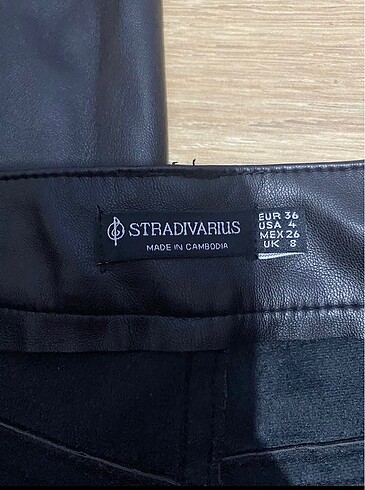 STRADIVARIUS
MADE IN CAMBODIA
EUR 36
USA 4
MEX 26
UK 8